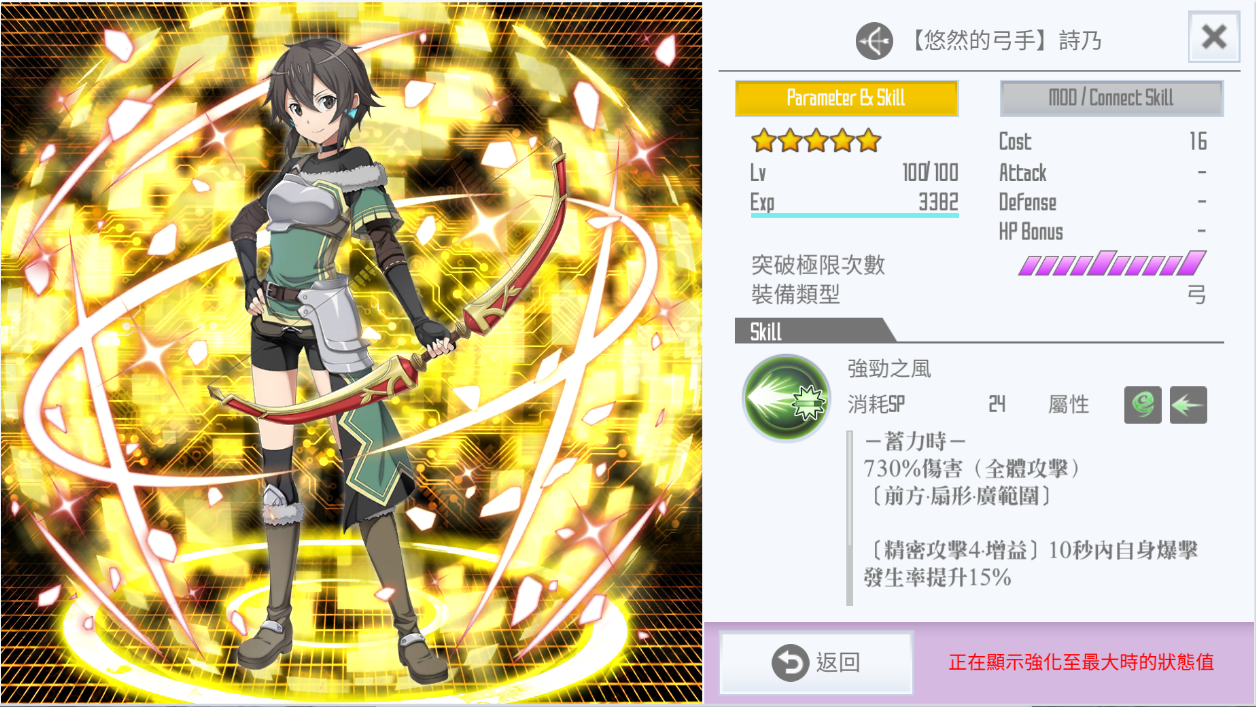 【悠然的弓手】詩乃
Parameter & Skill
MOD / Connect Skill
Lv 100/100
Exp 3382
Cost 16
Attack -
Defense -
HP Bonus -
突破極限次數
裝備類型 弓
Skill
強勁之風
消耗SP 24 屬性
－蓄力時－
730%傷害（全體攻擊）
〔前方·扇形·廣範圍〕
〔精密攻擊4·增益〕10秒內自身爆擊
發生率提升15%
返回
正在顯示強化至最大時的狀態值